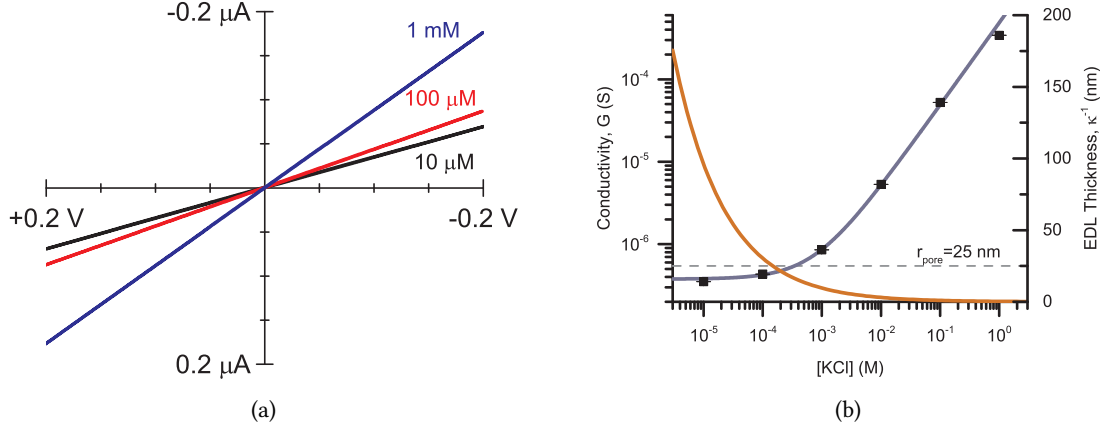 -0.2 µA
1 mM
100 µM
10 µM
+0.2 V
-0.2 V
0.2 µA
(a)
Conductivity, G (S)
10⁻⁴
10⁻⁵
10⁻⁶
200
150
100
50
0
EDL Thickness, κ⁻¹ (nm)
r_pore=25 nm
10⁻⁵ 10⁻⁴ 10⁻³ 10⁻² 10⁻¹ 10⁰
[KCl] (M)
(b)